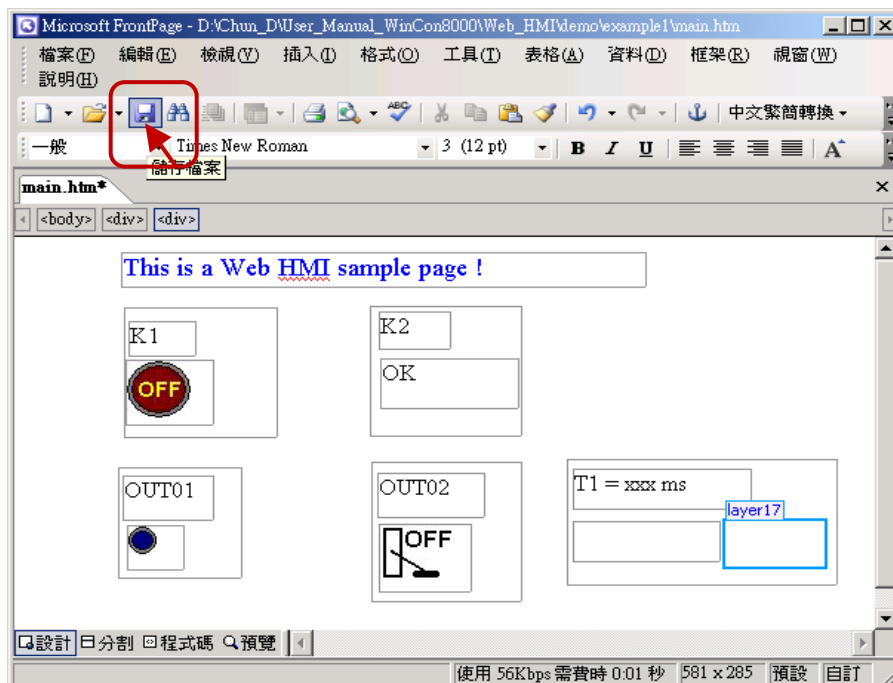 Microsoft FrontPage - D:\Chun_D\User_Manual_WinCon8000\Web_HMI\demo\example1\main.htm
檔案(F) 編輯(E) 檢視(V) 插入(I) 格式(O) 工具(T) 表格(A) 資料(D) 框架(R) 視窗(W)
說明(H)
ABC 中文繁簡轉換
一般 Times New Roman 3 (12 pt) B I U A
儲存檔案
main.htm*
<body> <div> <div>
This is a Web HMI sample page !
K1 K2
OFF OK
OUT01 OUT02 T1 = xxx ms
layer17
OFF
設計 分割 程式碼 預覽
使用 56Kbps 需費時 0:01 秒 581 x 285 預設 自訂